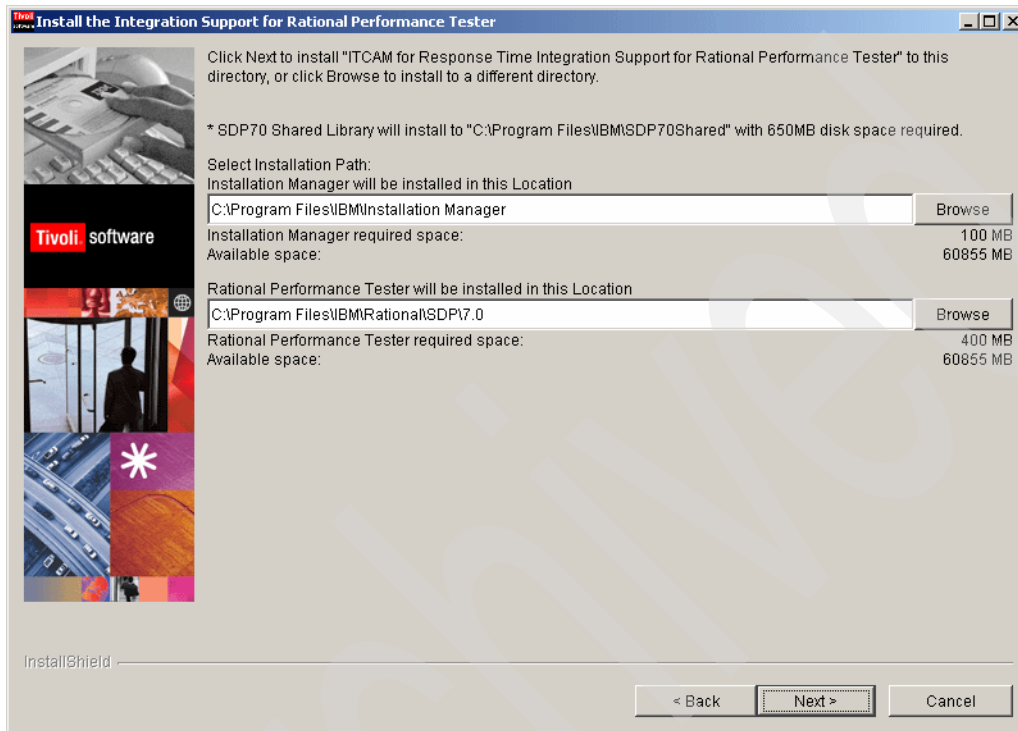 Install the Integration Support for Rational Performance Tester
Click Next to install "ITCAM for Response Time Integration Support for Rational Performance Tester" to this
directory, or click Browse to install to a different directory.
* SDP70 Shared Library will install to "C:\Program Files\IBM\SDP70Shared" with 650MB disk space required.
Select Installation Path:
Installation Manager will be installed in this Location
C:\Program Files\IBM\Installation Manager
Browse
Installation Manager required space: 100 MB
Available space: 60855 MB
Tivoli. software
Rational Performance Tester will be installed in this Location
C:\Program Files\IBM\Rational\SDP\7.0
Browse
Rational Performance Tester required space: 400 MB
Available space: 60855 MB
InstallShield
< Back Next > Cancel